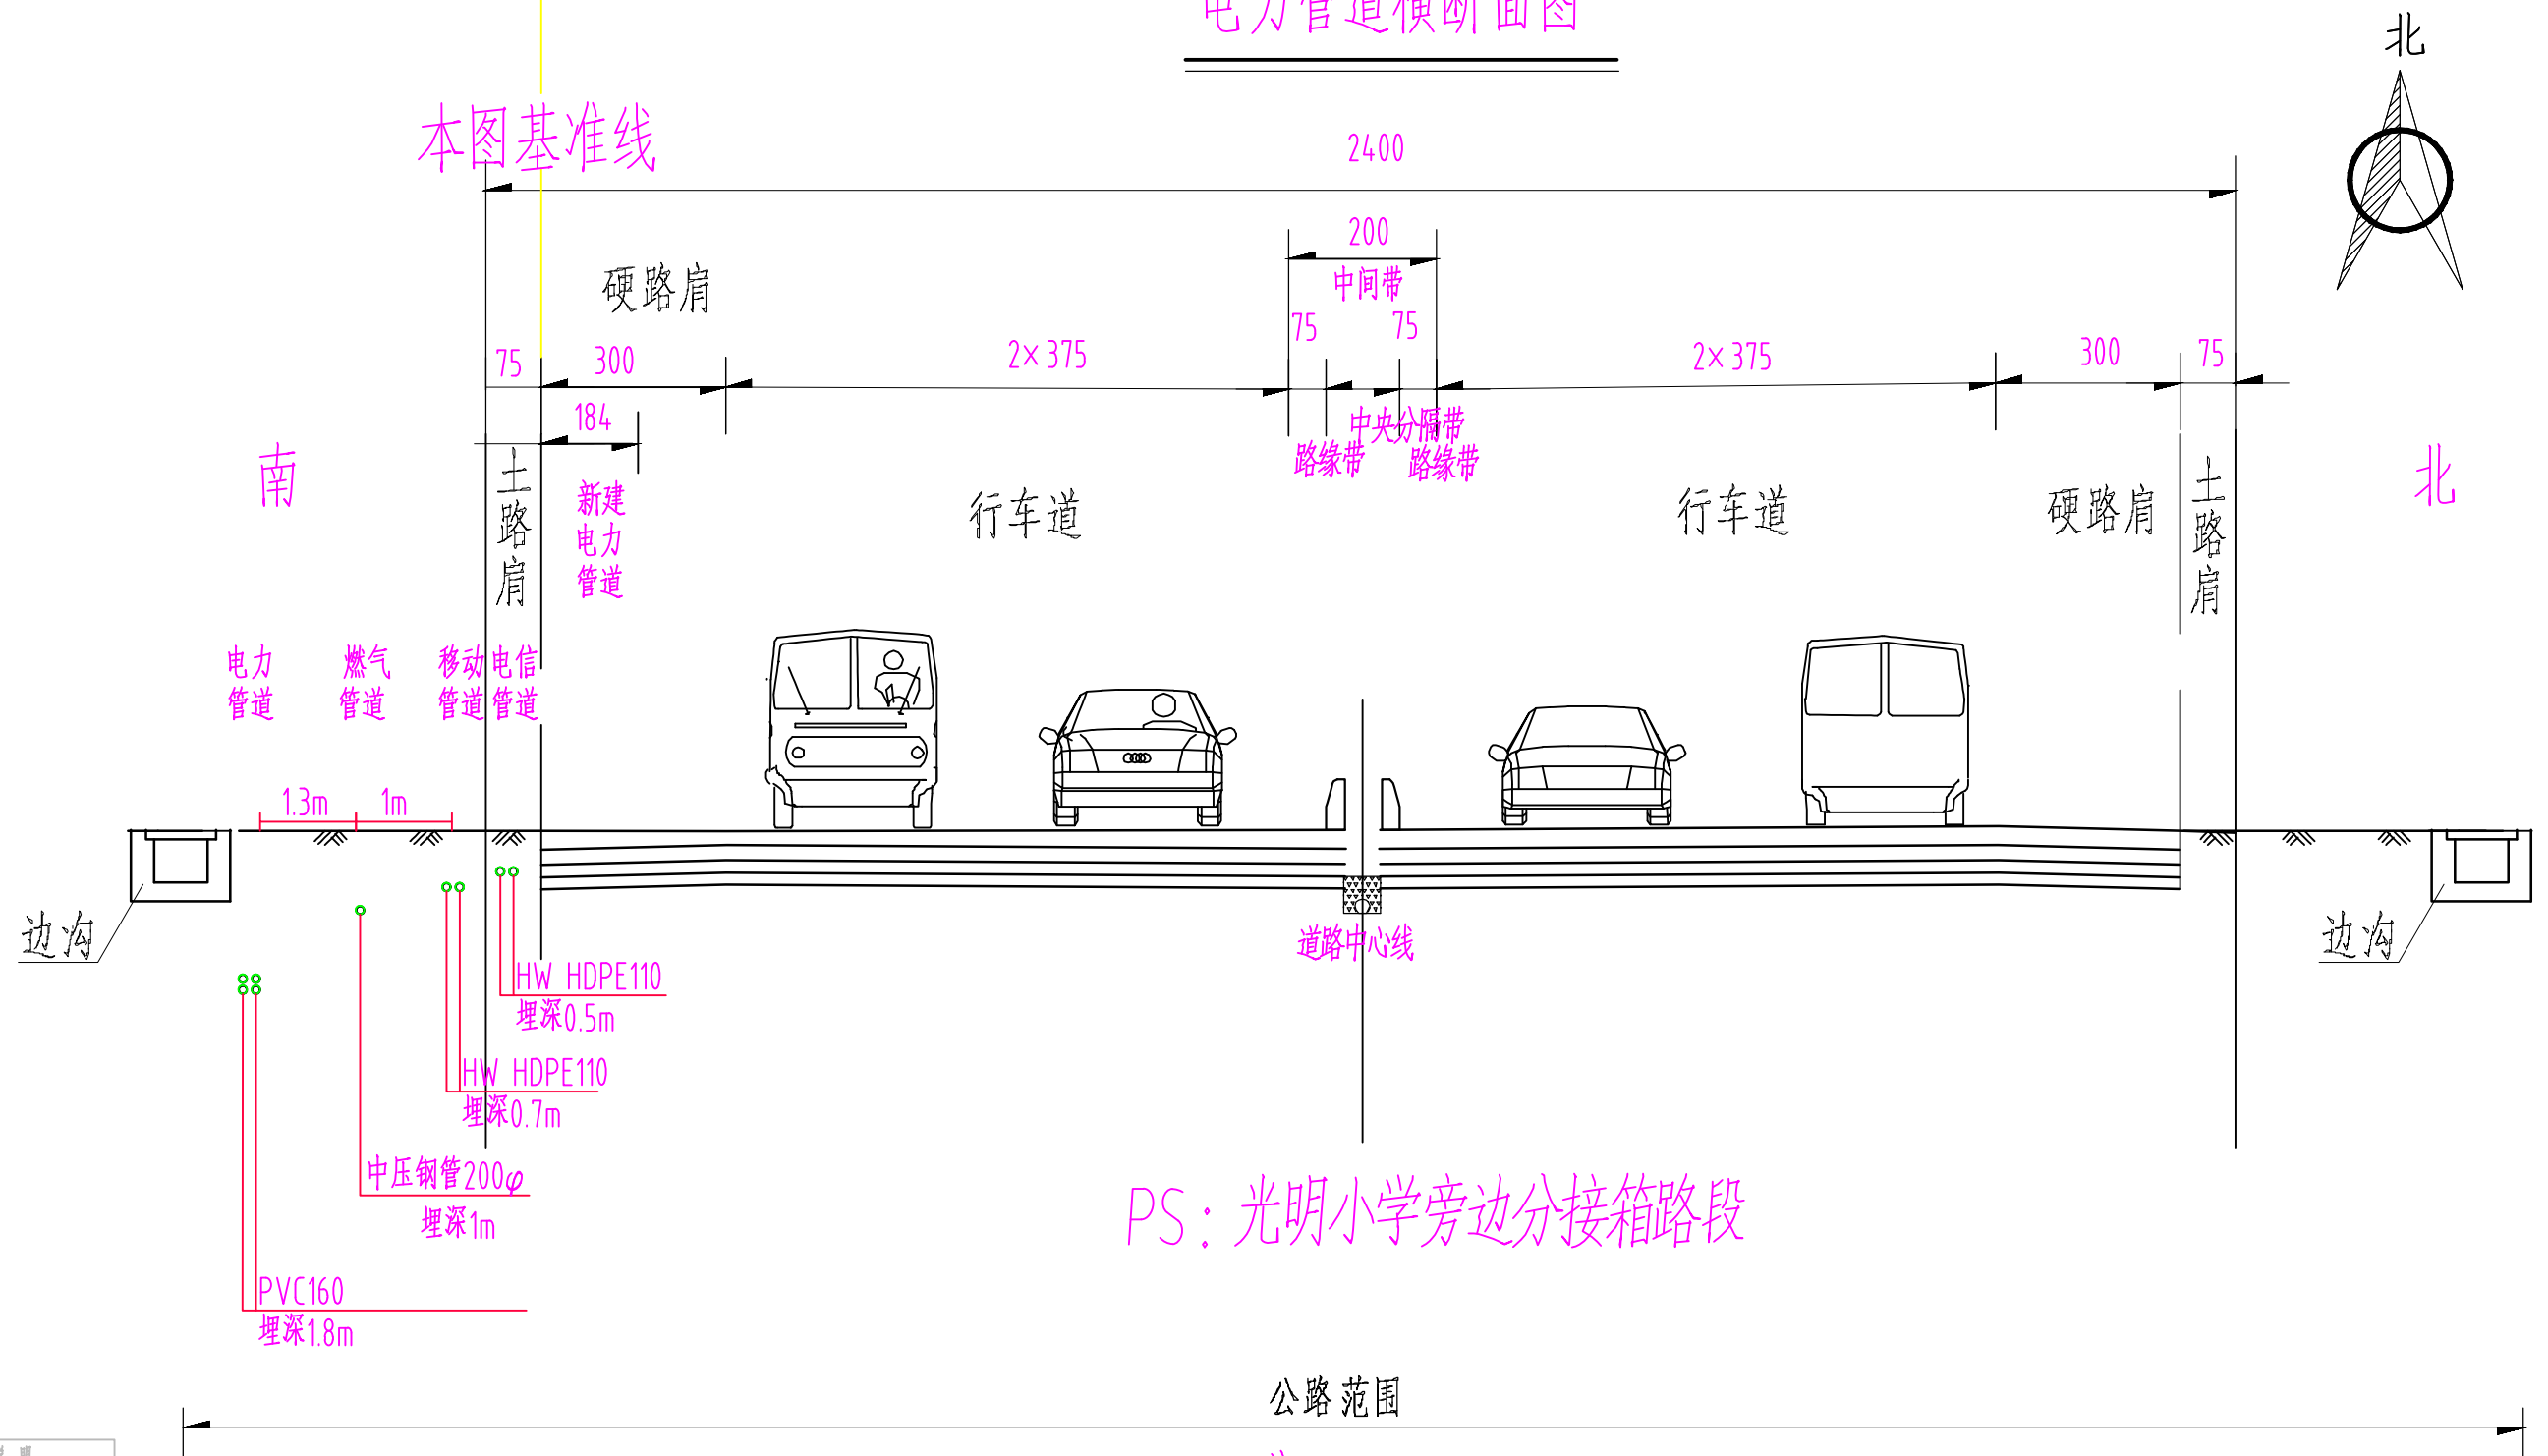 电力管道横断面图
北
本图基准线
2400
200
中间带
硬路肩
75
75
75
300
2×375
2×375
300
75
184
中央分隔带
路缘带
路缘带
南
北
土路肩
新建
电力
管道
行车道
行车道
硬路肩
土路肩
电力
管道
燃气
管道
移动
管道
电信
管道
1.3m
1m
边沟
道路中心线
边沟
HW HDPE110
埋深0.5m
HW HDPE110
埋深0.7m
中压钢管200φ
埋深1m
PS：光明小学旁边分接箱路段
PVC160
埋深1.8m
公路范围